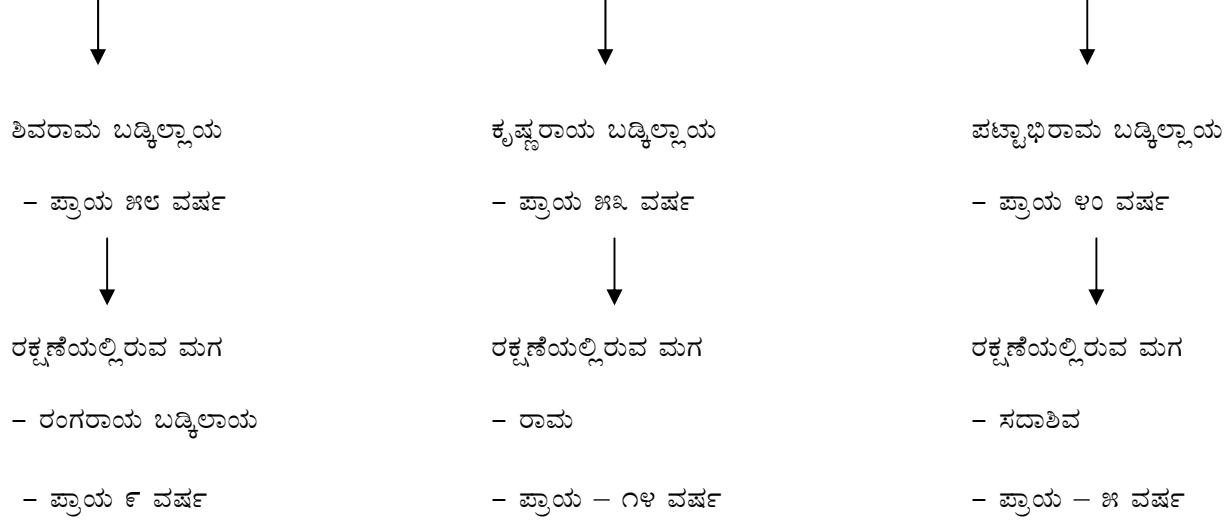 ಶಿವರಾಮ ಬಡ್ಕಿಲ್ಲಾಯ
ಕೃಷ್ಣರಾಯ ಬಡ್ಕಿಲ್ಲಾಯ
ಪಟ್ಟಾಭಿರಾಮ ಬಡ್ಕಿಲ್ಲಾಯ
– ಪ್ರಾಯ ೫೮ ವರ್ಷ
– ಪ್ರಾಯ ೫೩ ವರ್ಷ
– ಪ್ರಾಯ ೪೦ ವರ್ಷ
ರಕ್ಷಣೆಯಲ್ಲಿರುವ ಮಗ
ರಕ್ಷಣೆಯಲ್ಲಿರುವ ಮಗ
ರಕ್ಷಣೆಯಲ್ಲಿರುವ ಮಗ
– ರಂಗರಾಯ ಬಡ್ಕಿಲಾಯ
– ರಾಮ
– ಸದಾಶಿವ
– ಪ್ರಾಯ ೯ ವರ್ಷ
– ಪ್ರಾಯ – ೧೪ ವರ್ಷ
– ಪ್ರಾಯ – ೫ ವರ್ಷ